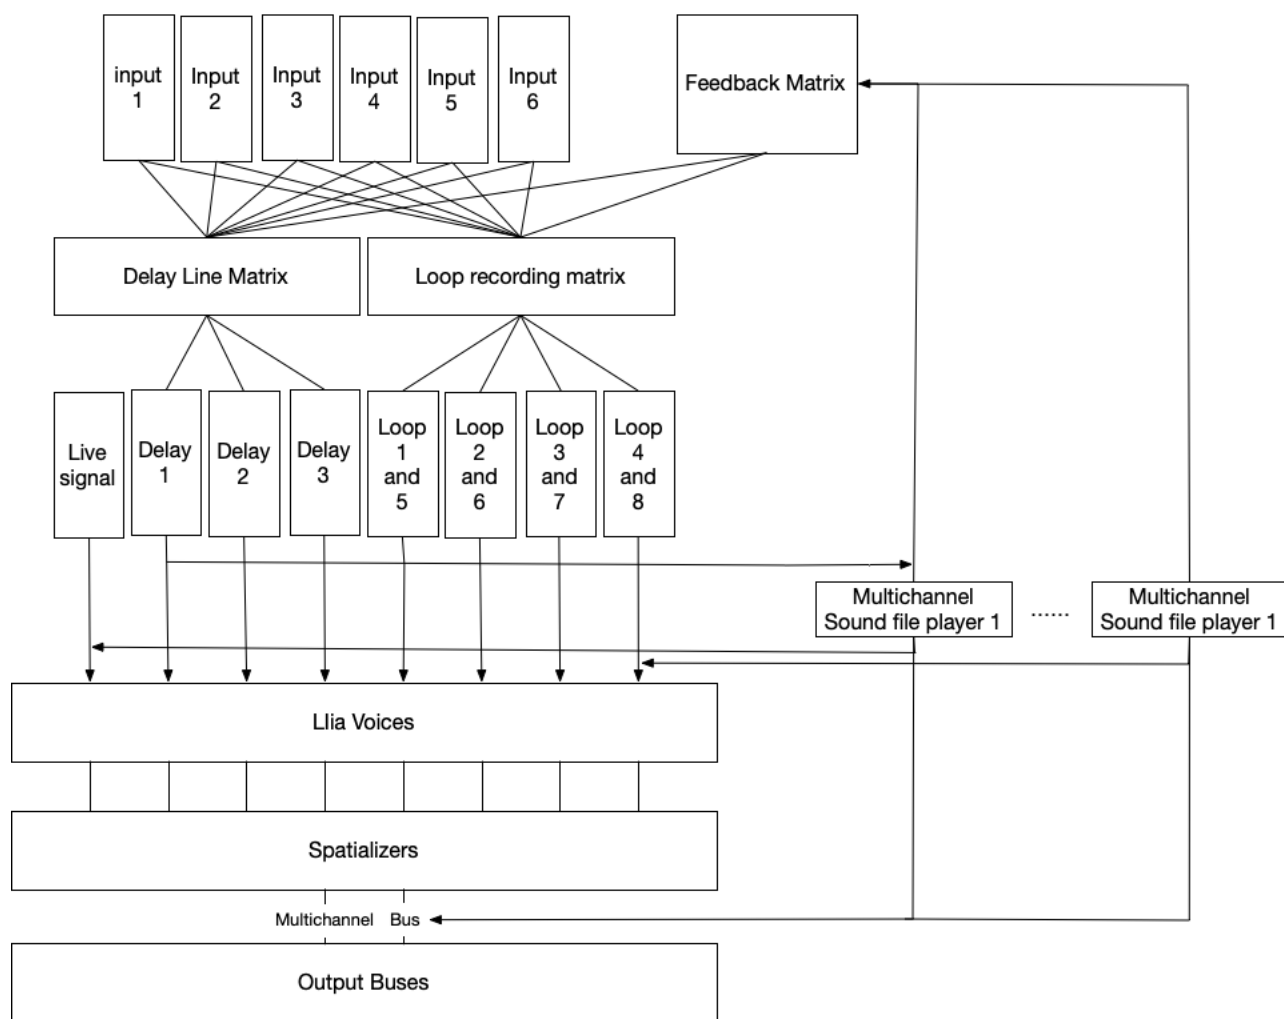 input
1
Input
2
Input
3
Input
4
Input
5
Input
6
Feedback Matrix
Delay Line Matrix
Loop recording matrix
Live
signal
Delay
1
Delay
2
Delay
3
Loop
1
and
5
Loop
2
and
6
Loop
3
and
7
Loop
4
and
8
Multichannel
Sound file player 1
......
Multichannel
Sound file player 1
Llia Voices
Spatializers
Multichannel Bus
Output Buses